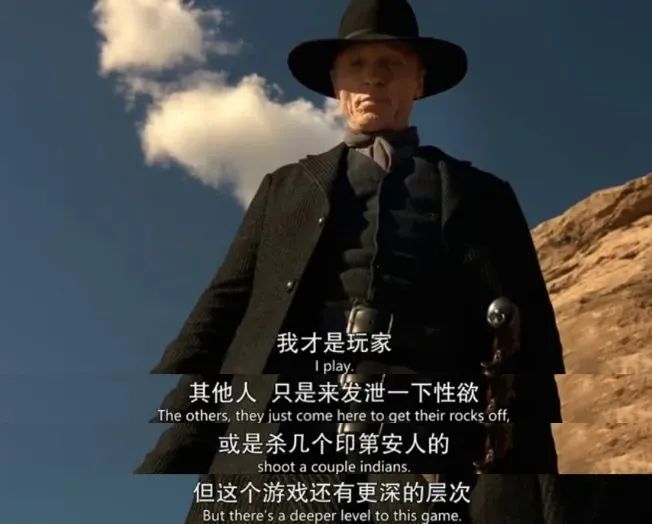 我才是玩家
I play.
其他人 只是来发泄一下性欲
The others, they just come here to get their rocks off,
或是杀几个印第安人的
shoot a couple indians.
但这个游戏还有更深的层次
But there's a deeper level to this game.